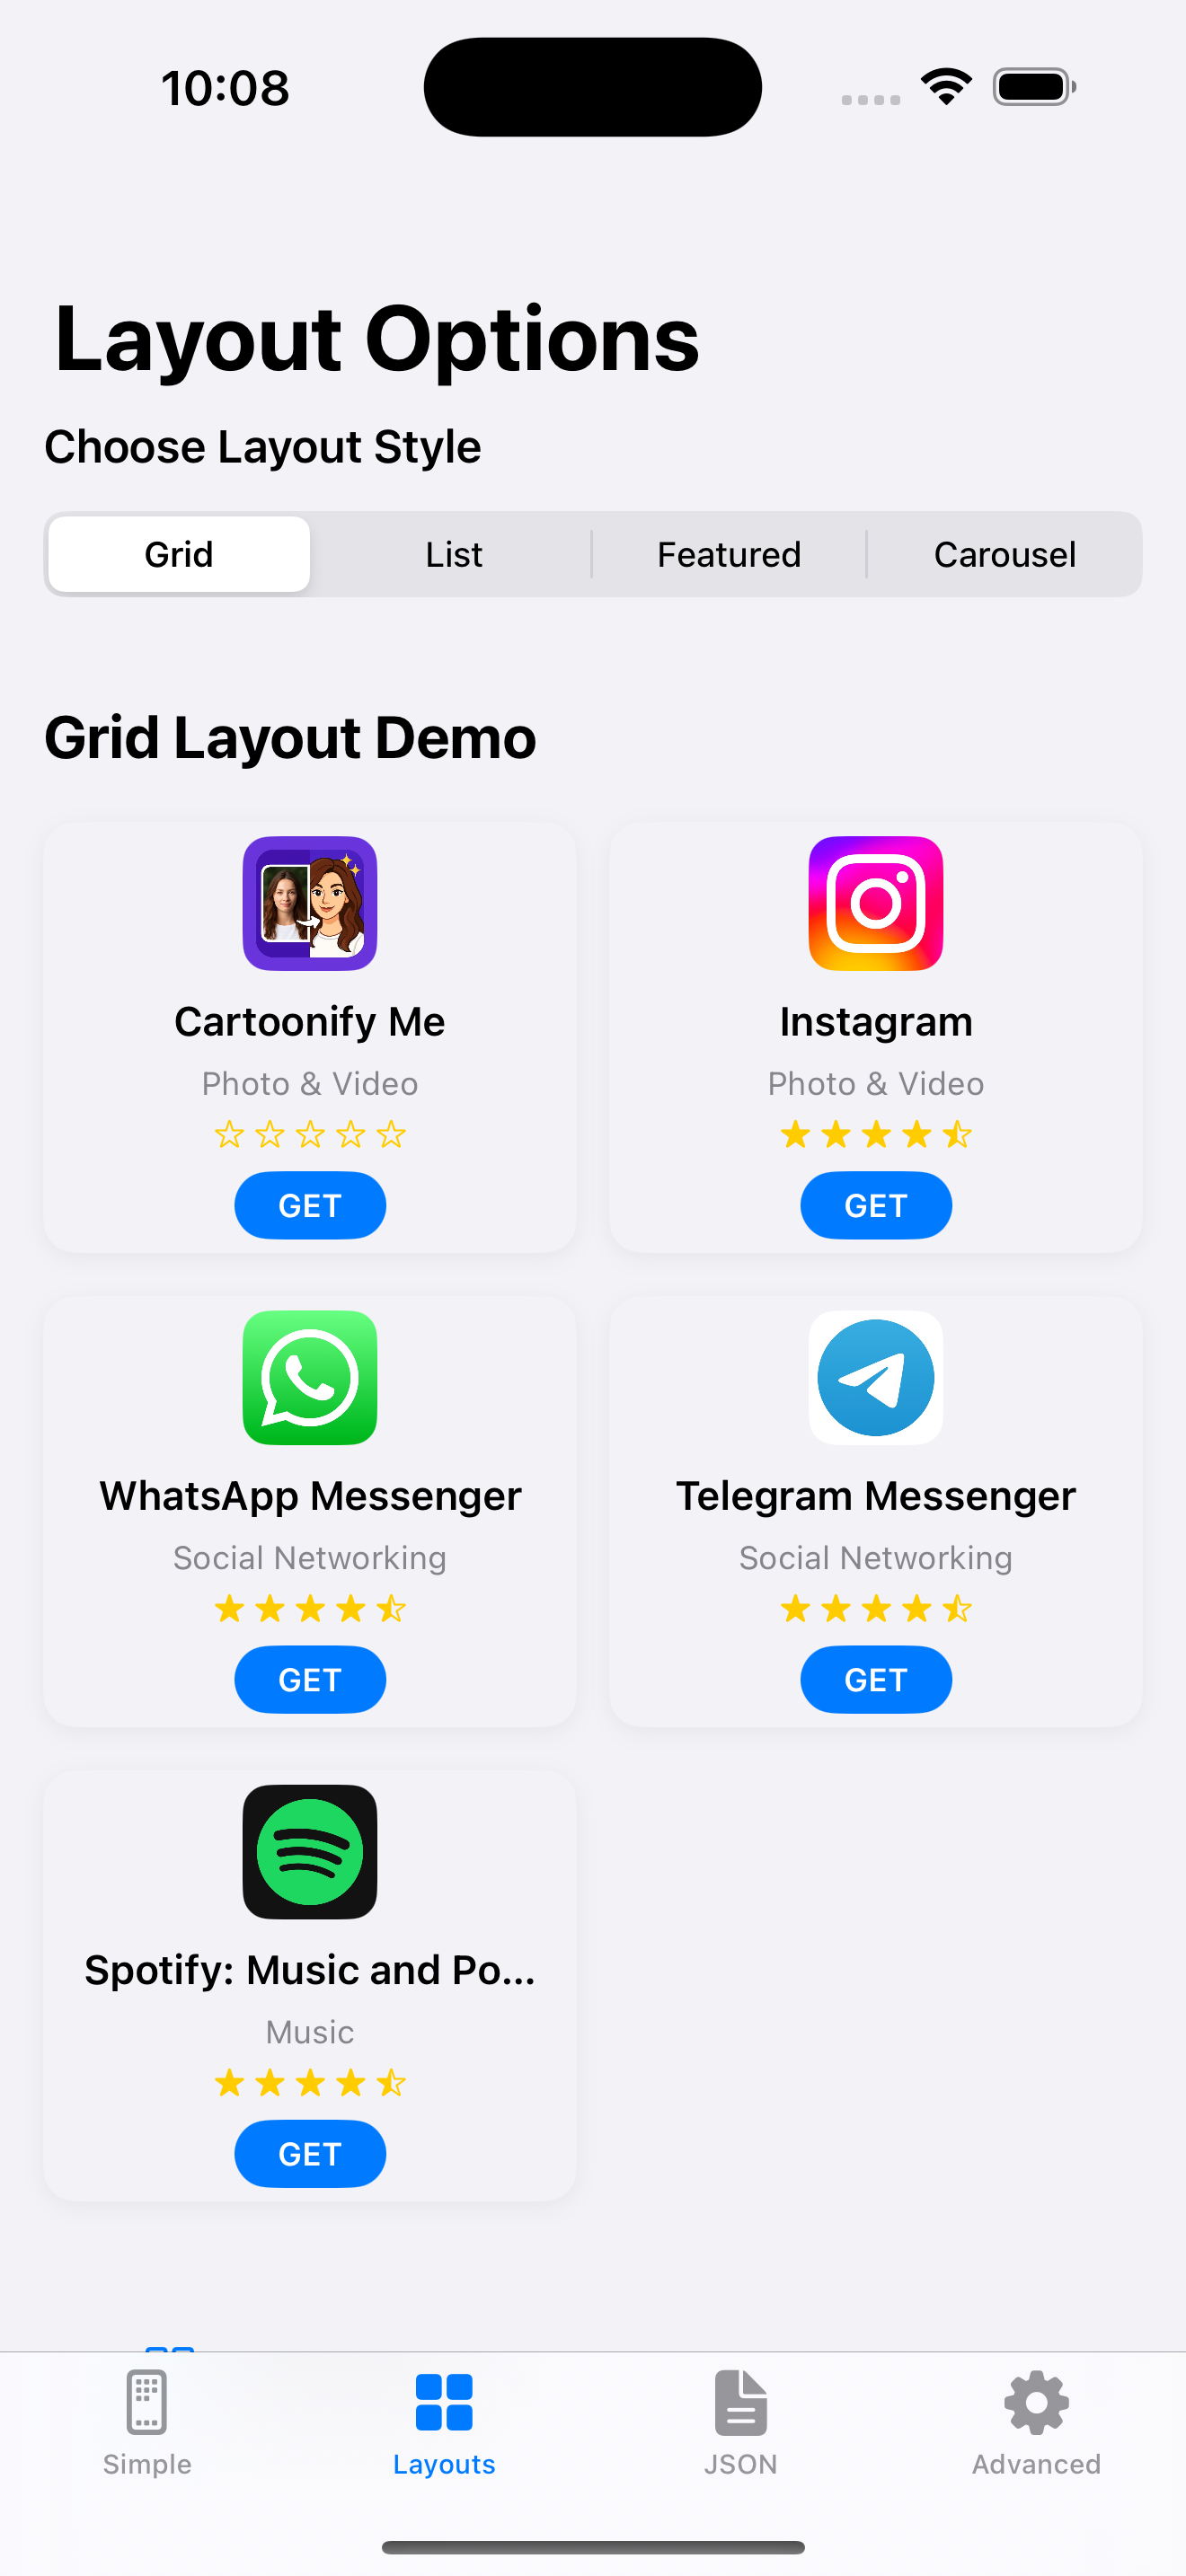 10:08
Layout Options
Choose Layout Style
Grid List Featured Carousel
Grid Layout Demo
Cartoonify Me
Photo & Video
GET
Instagram
Photo & Video
GET
WhatsApp Messenger
Social Networking
GET
Telegram Messenger
Social Networking
GET
Spotify: Music and Po...
Music
GET
Simple Layouts JSON Advanced